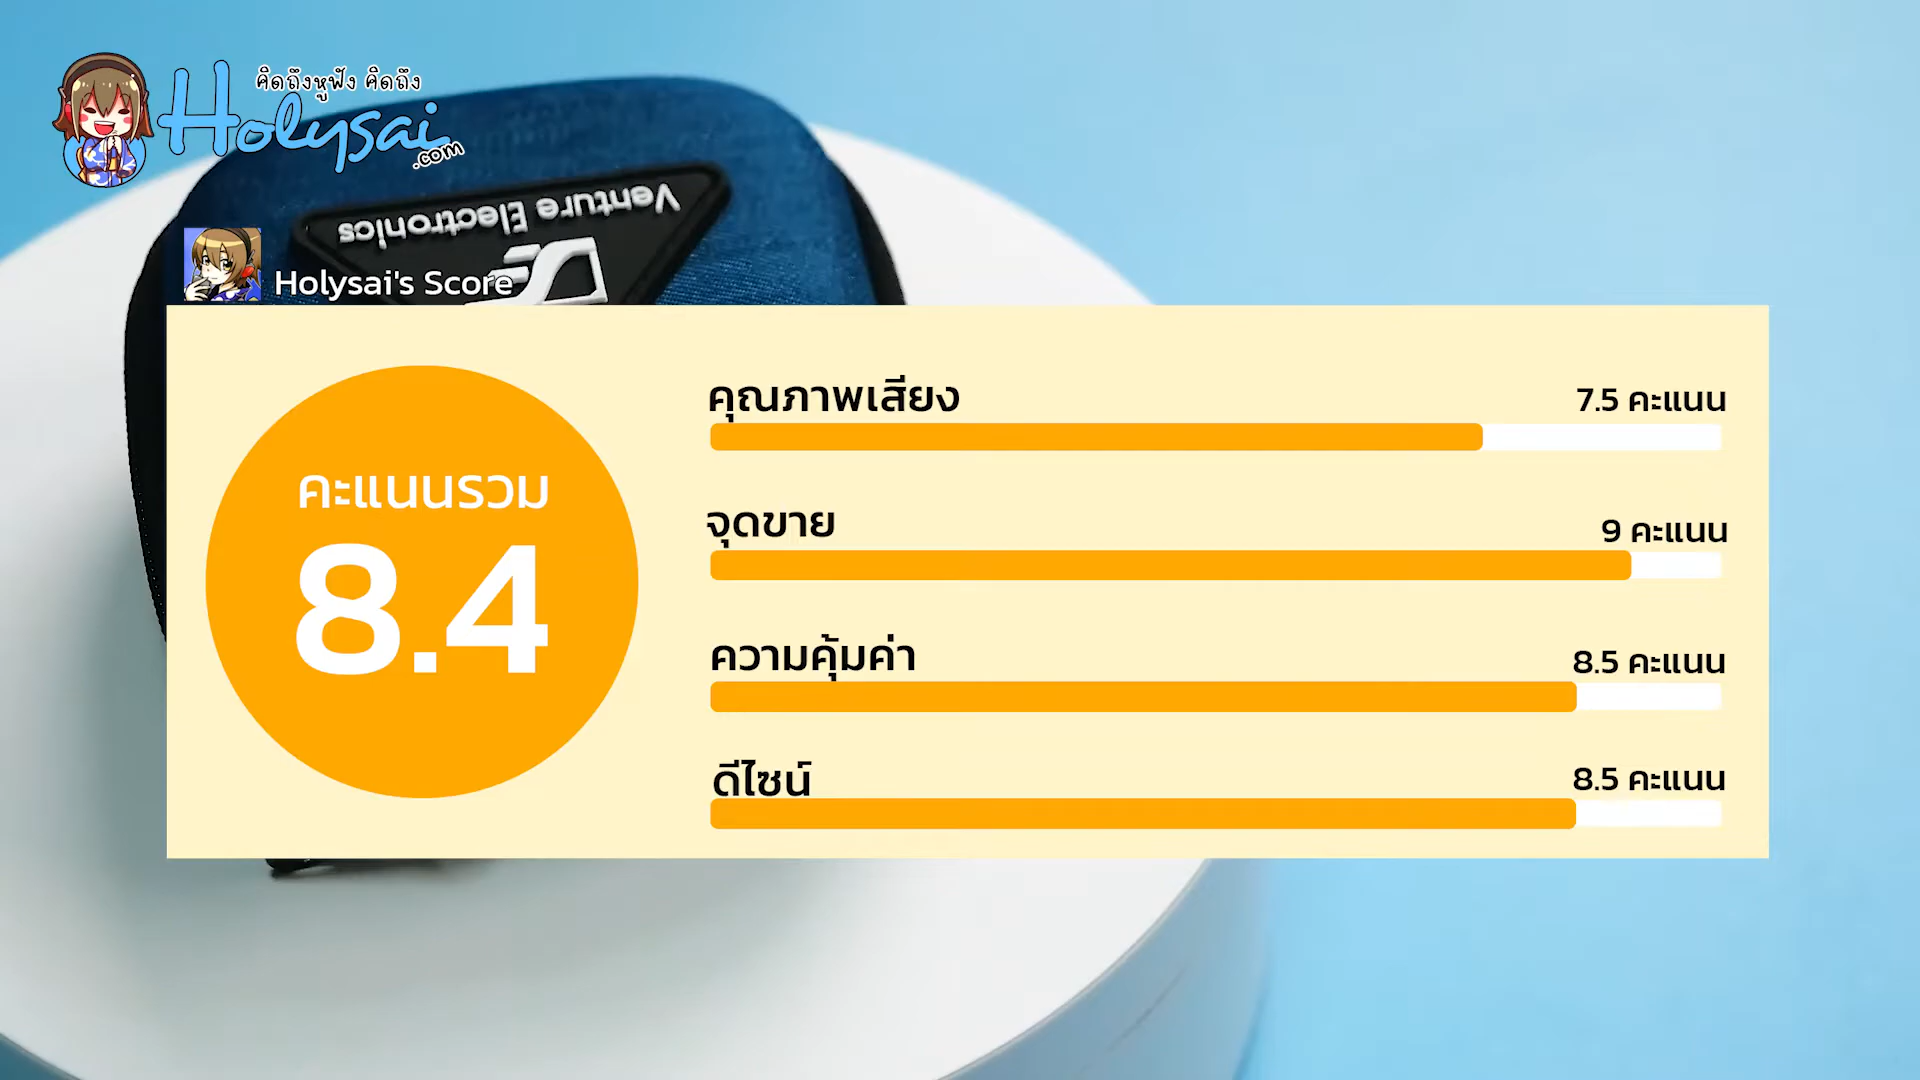 คิดถึงหูฟัง คิดถึง
Holysai
.com
Venture Electronics
Holysai's Score
คะแนนรวม
8.4
คุณภาพเสียง
7.5 คะแนน
จุดขาย
9 คะแนน
ความคุ้มค่า
8.5 คะแนน
ดีไซน์
8.5 คะแนน